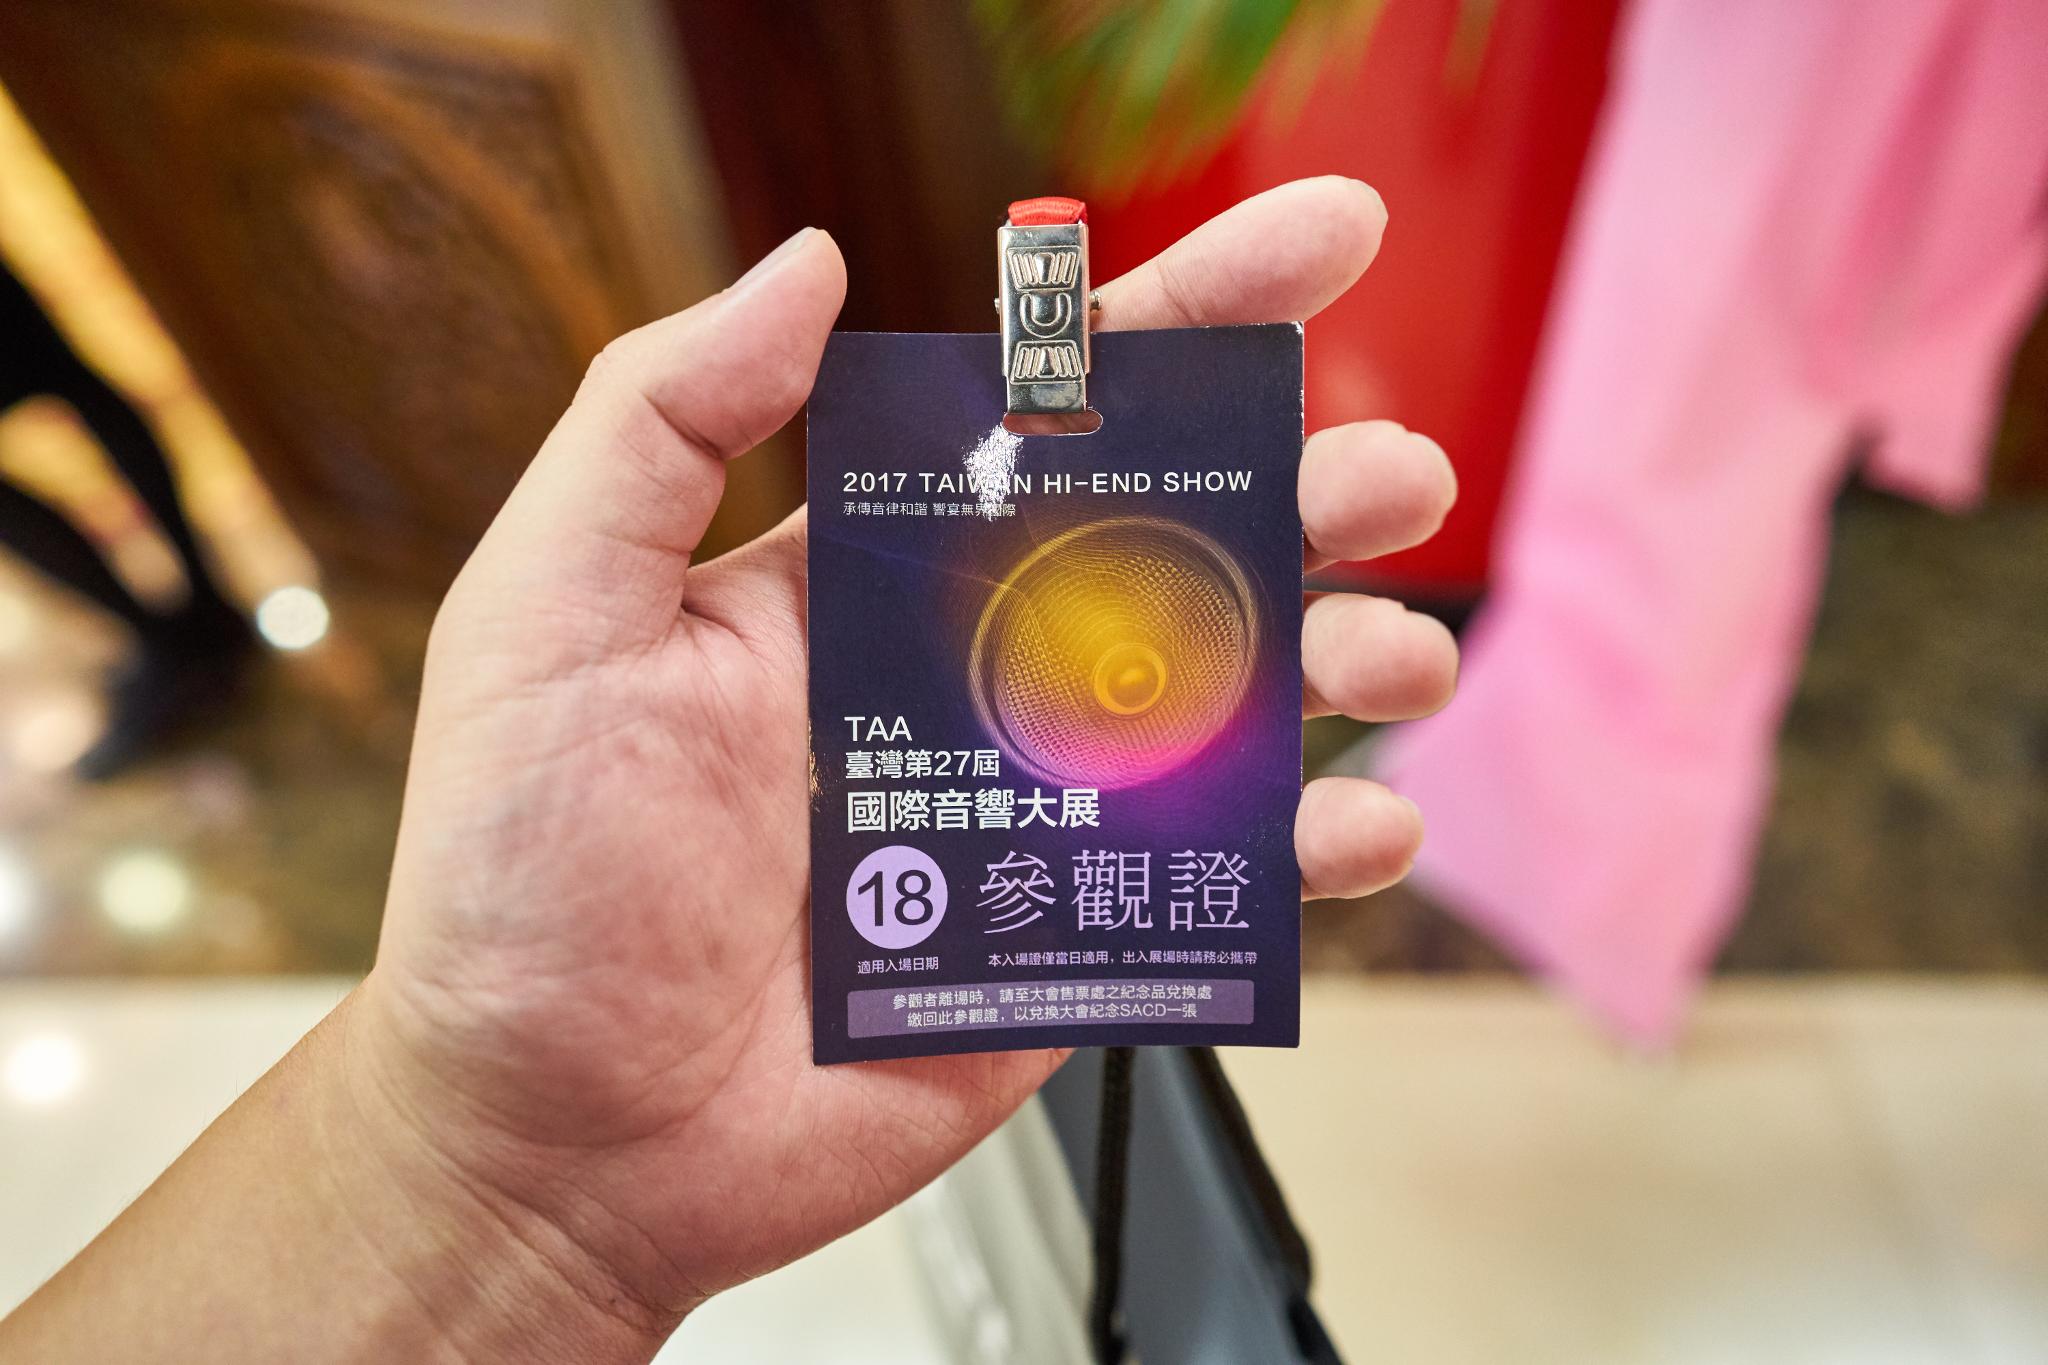 2017 TAIWAN HI-END SHOW
承傳音律和諧 響宴無界國際
TAA
臺灣第27屆
國際音響大展
18 參觀證
適用入場日期 本入場證僅當日適用，出入展場時請務必攜帶
參觀者離場時，請至大會售票處之紀念品兌換處
繳回此參觀證，以兌換大會紀念SACD一張